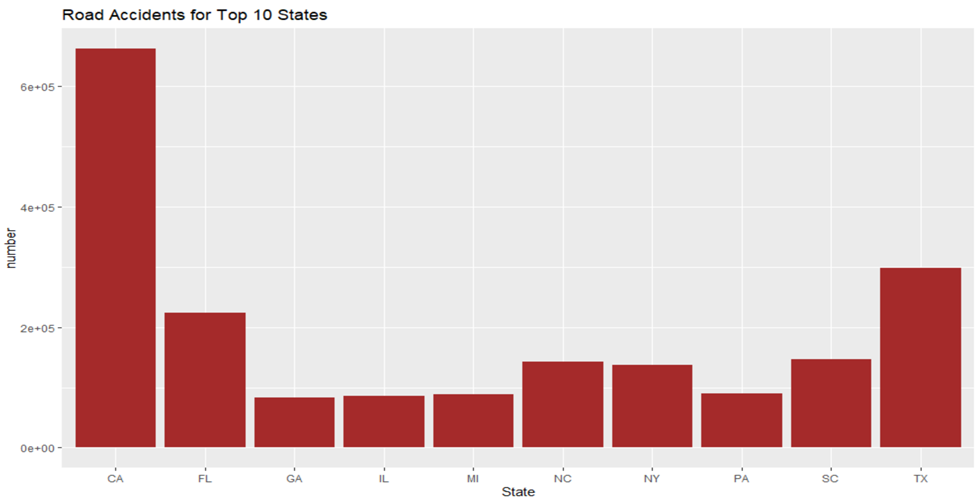 Road Accidents for Top 10 States
6e+05
4e+05
2e+05
0e+00
number
CA FL GA IL MI NC NY PA SC TX
State